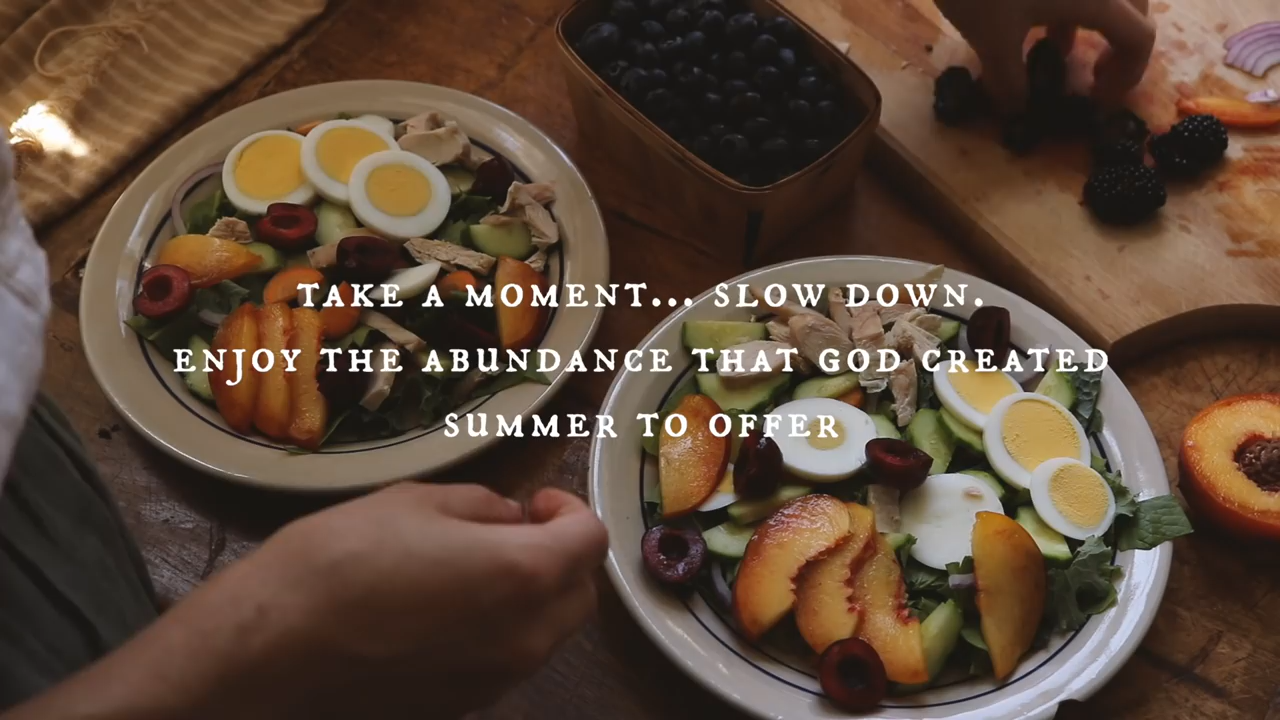 TAKE A MOMENT... SLOW DOWN.
ENJOY THE ABUNDANCE THAT GOD CREATED
SUMMER TO OFFER